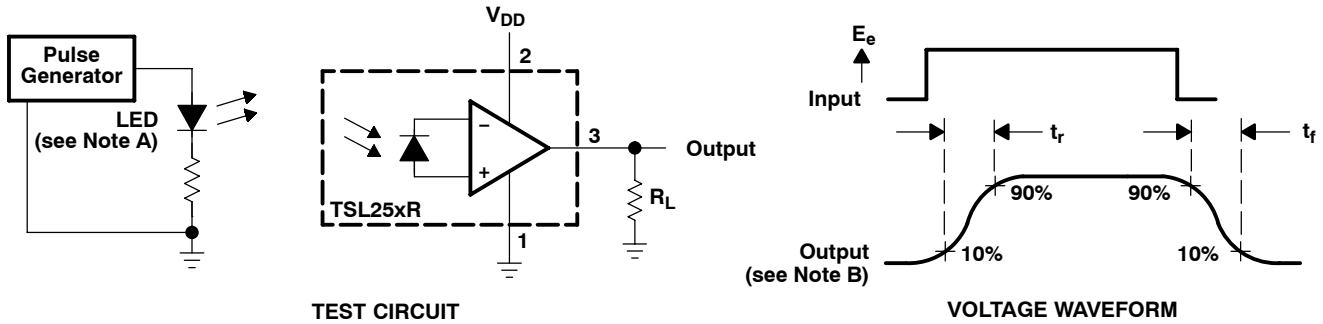 Pulse
Generator
LED
(see Note A)
VDD
2
−
+
3
Output
RL
TSL25xR
1
TEST CIRCUIT
Ee
Input
tr
tf
90%
90%
Output
(see Note B)
10%
10%
VOLTAGE WAVEFORM